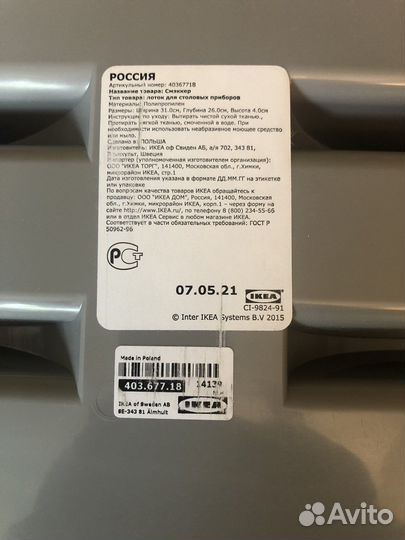 РОССИЯ
Артикульный номер: 40367718
Название товара: Смэккер
Тип товара: лоток для столовых приборов
Материалы: Полипропилен
Размеры: Ширина 31.0см, Глубина 26.0см, Высота 4.0см
Инструкция по уходу: Вытирать чистой сухой тканью.,
Протирать мягкой тканью, смоченной в воде. При
необходимости использовать неабразивное моющее средство
или мыло.
Сделано в: ПОЛЬША
Изготовитель: ИКЕА оф Свиден АБ, а/я 702, 343 81,
Эльмхульт, Швеция
Импортер (уполномоченная изготовителем организация):
ООО "ИКЕА ТОРГ", 141400, Московская обл., г.Химки,
микрорайон ИКЕА, стр.1
Дата изготовления указана в формате ДД.ММ.ГГ на этикетке
или упаковке
По вопросам качества товаров ИКЕА обращайтесь к
продавцу: ООО "ИКЕА ДОМ", Россия, 141400, Московская
обл., г.Химки, микрорайон ИКЕА, корп.1 – через форму на
сайте http://www.IKEA.ru, по телефону 8 (800) 234-55-66
или в отдел ИКЕА Сервис в любом магазине ИКЕА.
Соответствует в части обязательных требований: ГОСТ Р
50962-96
07.05.21
IKEA
CI-9824-91
© Inter IKEA Systems B.V 2015
Made in Poland
403.677.18
14139
IKEA of Sweden AB
SE-343 81 Älmhult
IKEA
Avito